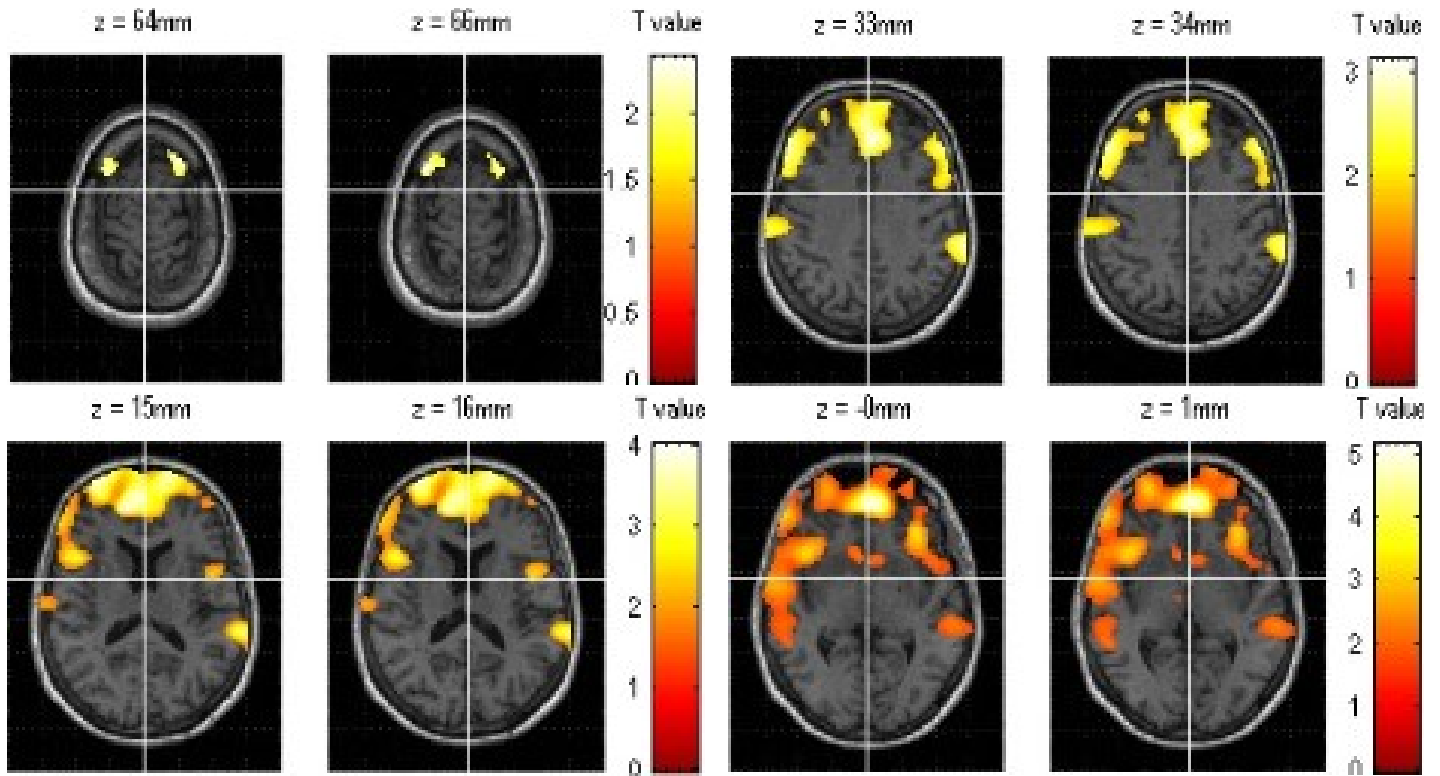 z = 64mm
z = 66mm
T value
z = 33mm
z = 34mm
T value
2
1.5
1
0.5
0
3
2
1
0
z = 15mm
z = 16mm
T value
z = -0mm
z = 1mm
T value
4
3
2
1
0
5
4
3
2
1
0